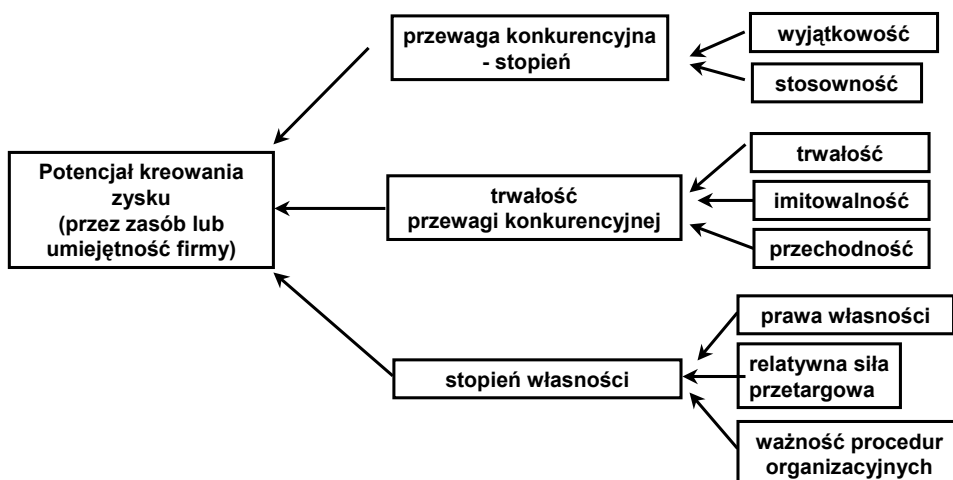 Potencjał kreowania
zysku
(przez zasób lub
umiejętność firmy)
przewaga konkurencyjna
- stopień
wyjątkowość
stosowność
trwałość
przewagi konkurencyjnej
trwałość
imitowalność
przechodność
stopień własności
prawa własności
relatywna siła
przetargowa
ważność procedur
organizacyjnych